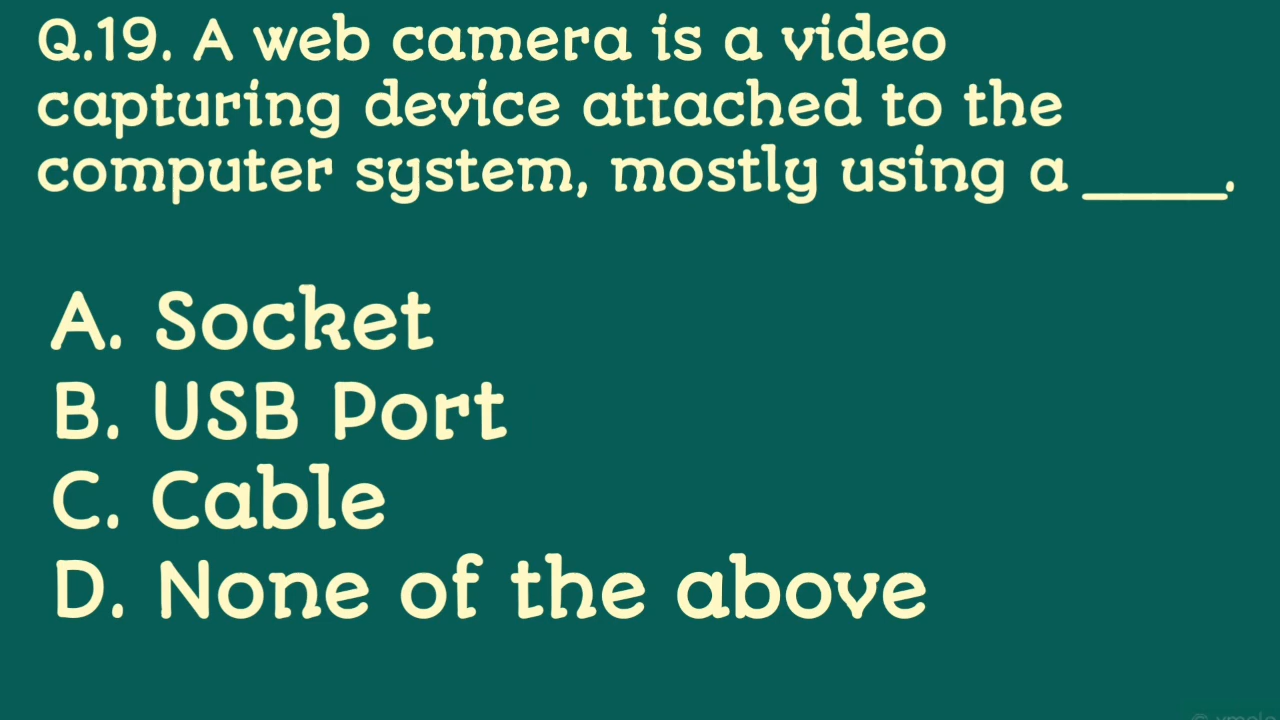 Q.19. A web camera is a video
capturing device attached to the
computer system, mostly using a _____.
A. Socket
B. USB Port
C. Cable
D. None of the above